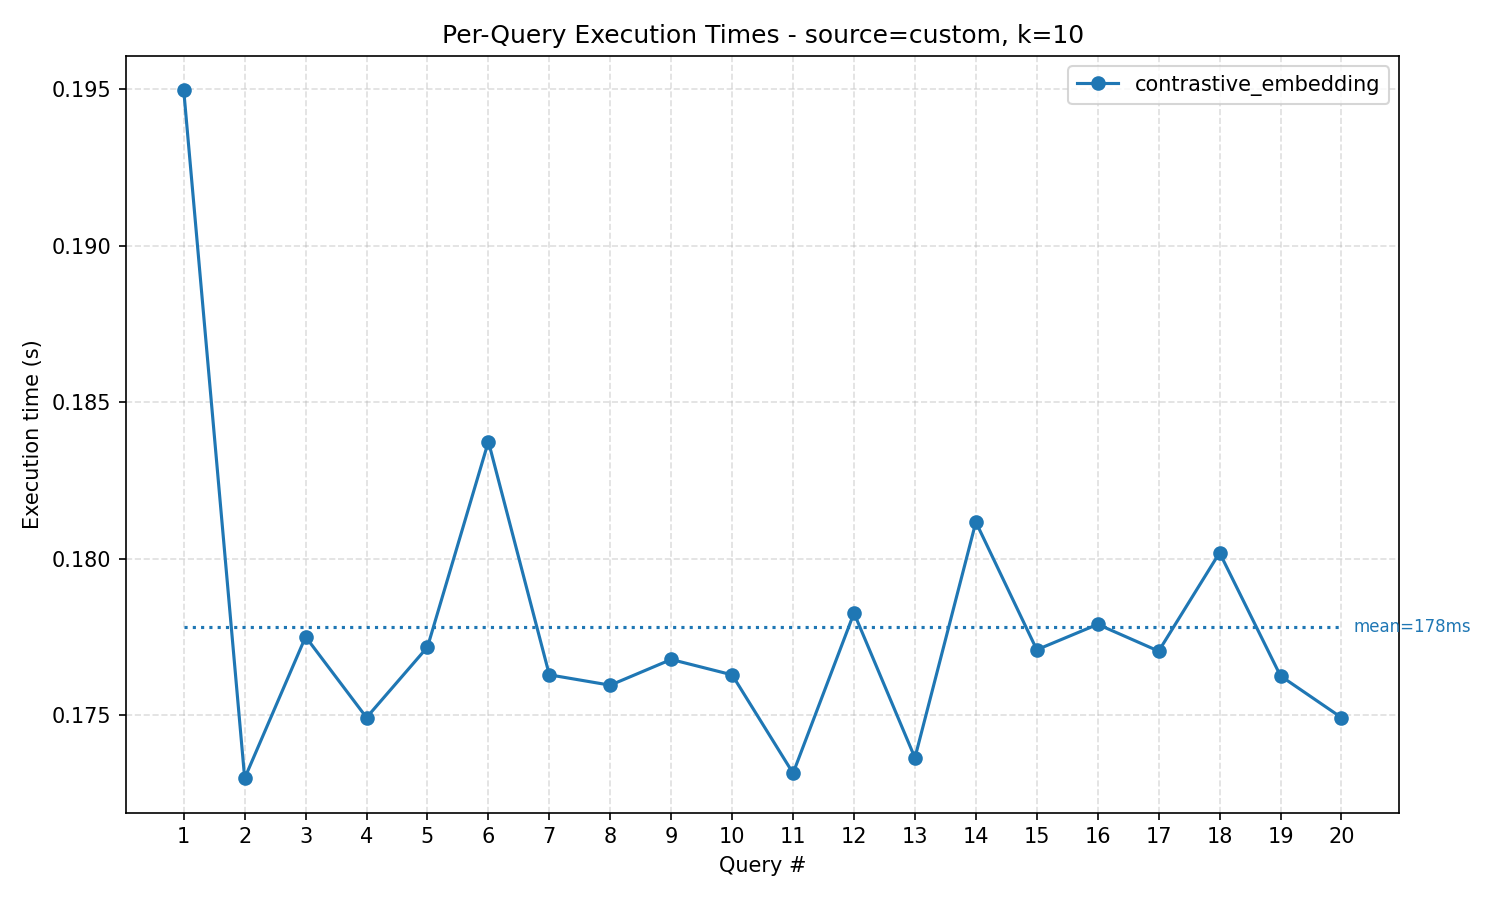 Per-Query Execution Times - source=custom, k=10
contrastive_embedding
0.195
0.190
0.185
0.180
0.175
Execution time (s)
mean=178ms
1 2 3 4 5 6 7 8 9 10 11 12 13 14 15 16 17 18 19 20
Query #